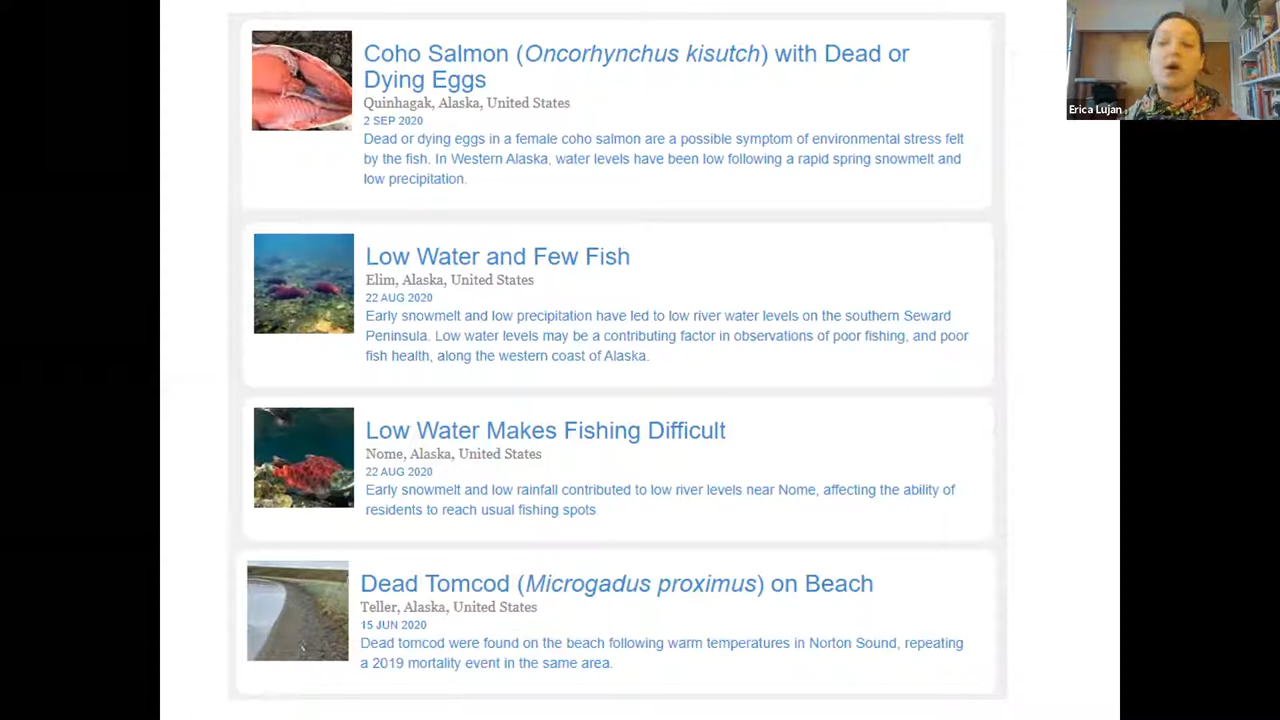 Coho Salmon (Oncorhynchus kisutch) with Dead or
Dying Eggs
Quinhagak, Alaska, United States
2 SEP 2020
Dead or dying eggs in a female coho salmon are a possible symptom of environmental stress felt
by the fish. In Western Alaska, water levels have been low following a rapid spring snowmelt and
low precipitation.
Low Water and Few Fish
Elim, Alaska, United States
22 AUG 2020
Early snowmelt and low precipitation have led to low river water levels on the southern Seward
Peninsula. Low water levels may be a contributing factor in observations of poor fishing, and poor
fish health, along the western coast of Alaska.
Low Water Makes Fishing Difficult
Nome, Alaska, United States
22 AUG 2020
Early snowmelt and low rainfall contributed to low river levels near Nome, affecting the ability of
residents to reach usual fishing spots
Dead Tomcod (Microgadus proximus) on Beach
Teller, Alaska, United States
15 JUN 2020
Dead tomcod were found on the beach following warm temperatures in Norton Sound, repeating
a 2019 mortality event in the same area.
Erica Lujan